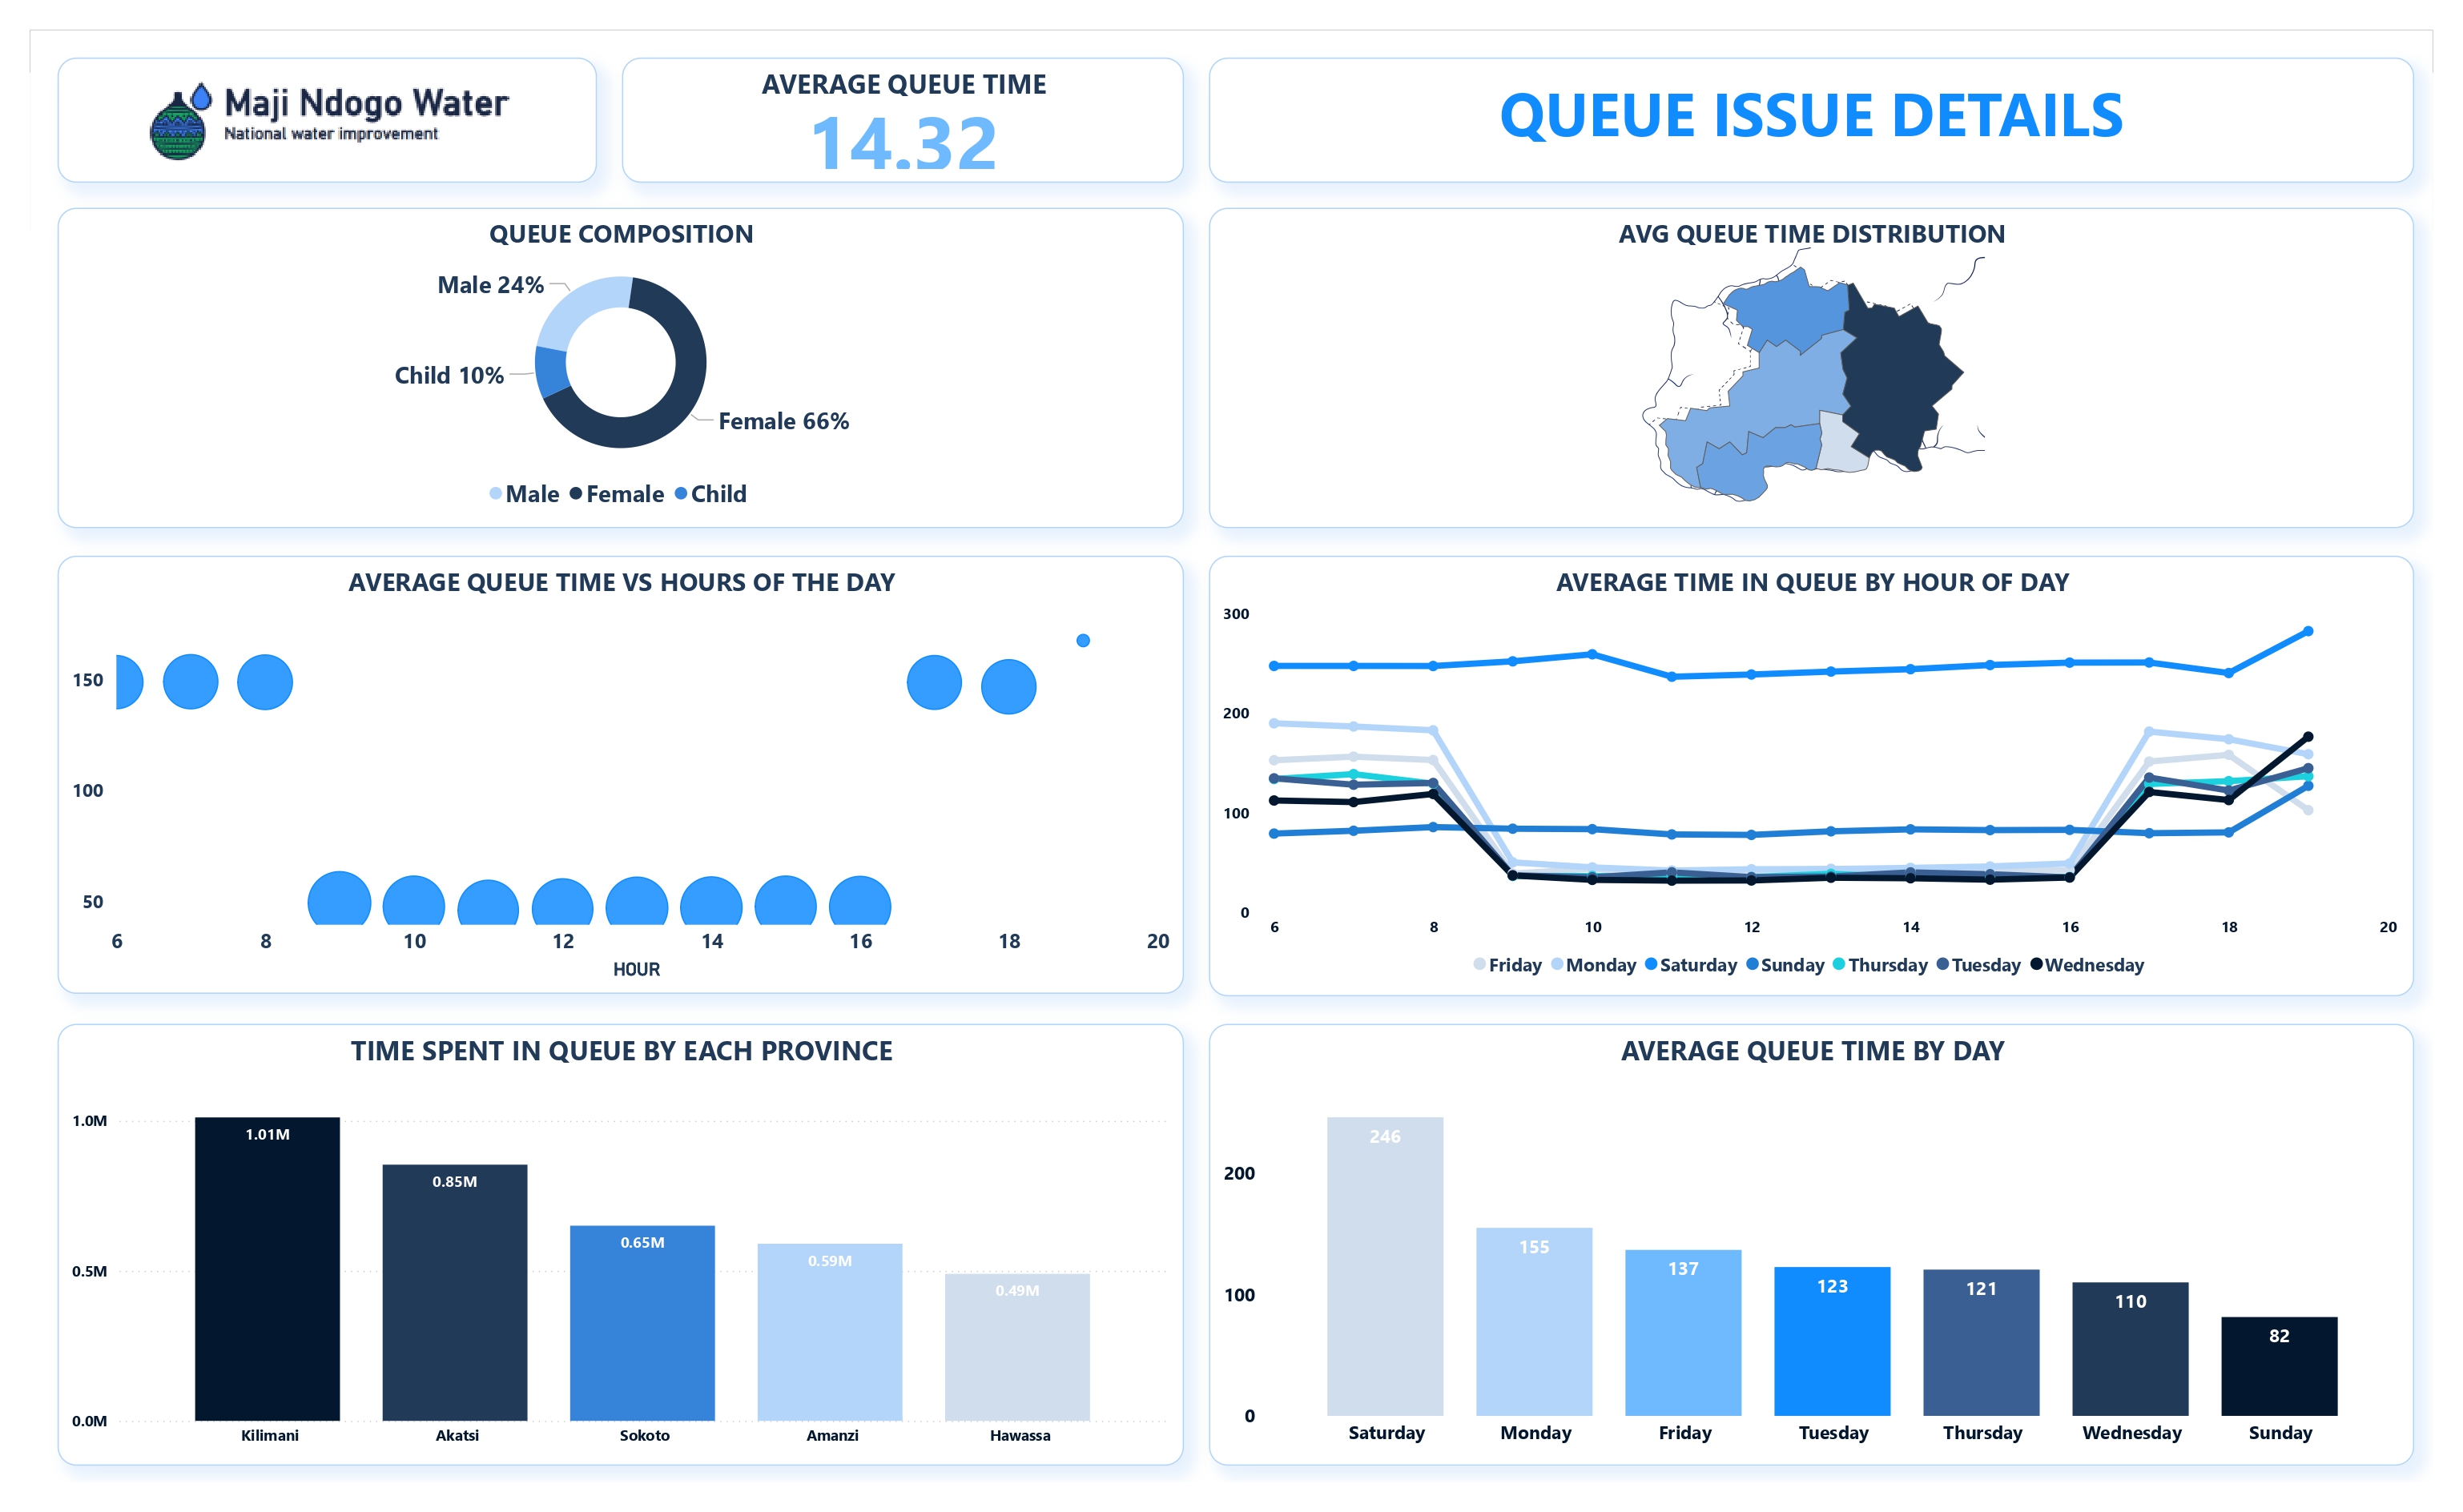 Maji Ndogo Water
National water improvement
AVERAGE QUEUE TIME
14.32
QUEUE ISSUE DETAILS
QUEUE COMPOSITION
Male 24%
Child 10%
Female 66%
Male Female Child
AVG QUEUE TIME DISTRIBUTION
AVERAGE QUEUE TIME VS HOURS OF THE DAY
150
100
50
6 8 10 12 14 16 18 20
HOUR
AVERAGE TIME IN QUEUE BY HOUR OF DAY
300
200
100
0
6 8 10 12 14 16 18 20
Friday Monday Saturday Sunday Thursday Tuesday Wednesday
TIME SPENT IN QUEUE BY EACH PROVINCE
1.0M
0.5M
0.0M
1.01M
0.85M
0.65M
0.59M
0.49M
Kilimani Akatsi Sokoto Amanzi Hawassa
AVERAGE QUEUE TIME BY DAY
200
100
0
246
155
137
123
121
110
82
Saturday Monday Friday Tuesday Thursday Wednesday Sunday